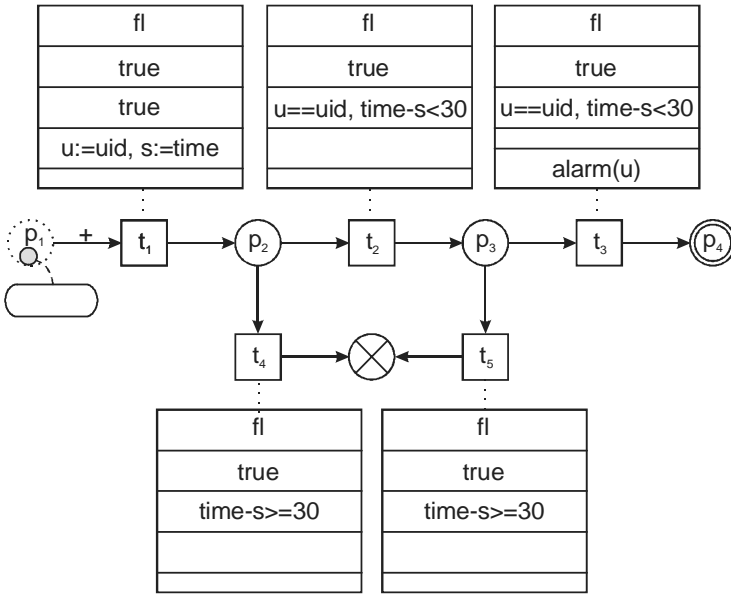 fl
true
true
u:=uid, s:=time
fl
true
u==uid, time-s<30
fl
true
u==uid, time-s<30
alarm(u)
p₁
+
t₁
p₂
t₂
p₃
t₃
p₄
t₄
t₅
fl
true
time-s>=30
fl
true
time-s>=30